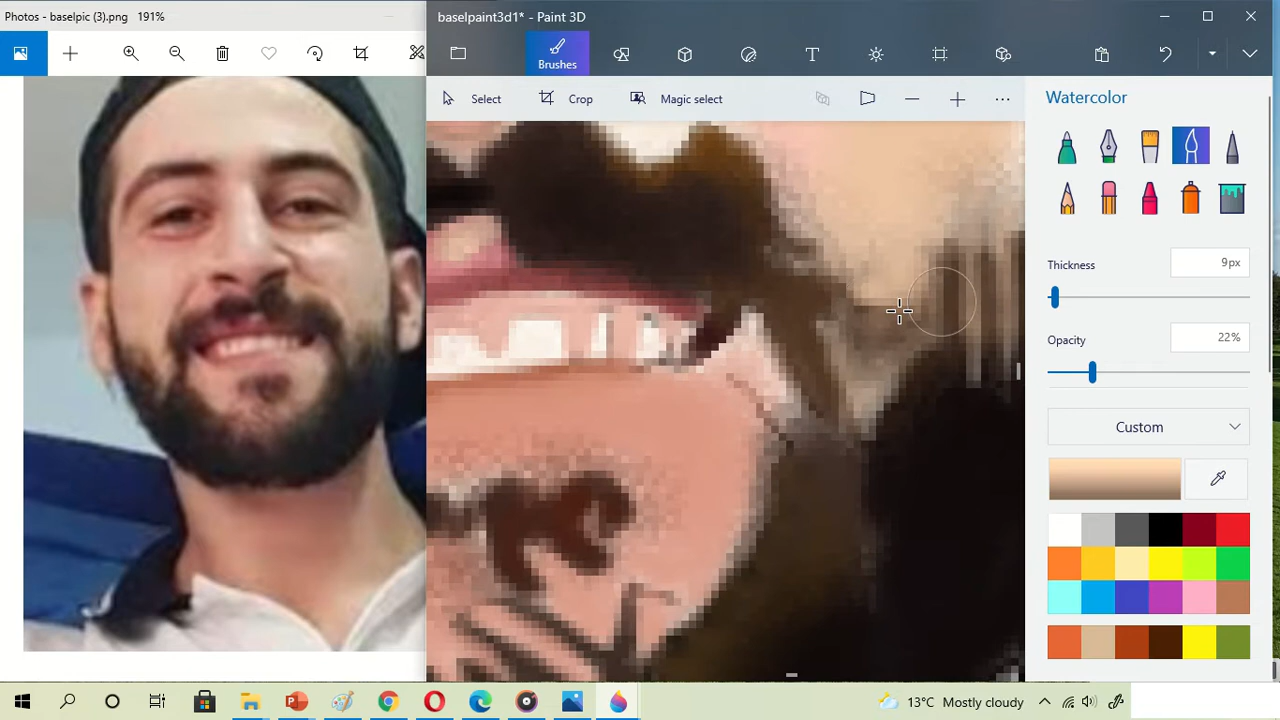 Photos - baselpic (3).png   191%
baselpaint3d1* - Paint 3D
Brushes
Select
Crop
Magic select
Watercolor
Thickness
9px
Opacity
22%
Custom
13°C Mostly cloudy